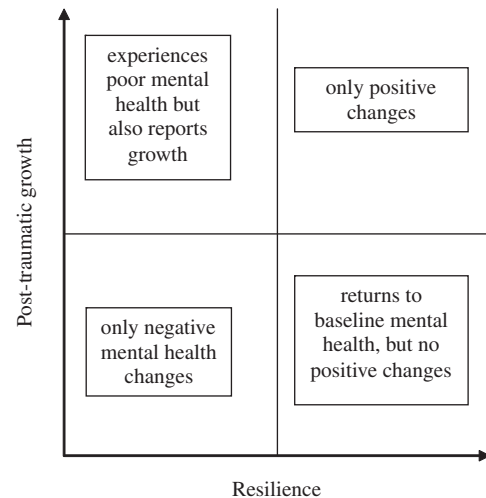 experiences
poor mental
health but
also reports
growth
only positive
changes
Post-traumatic growth
only negative
mental health
changes
returns to
baseline mental
health, but no
positive changes
Resilience